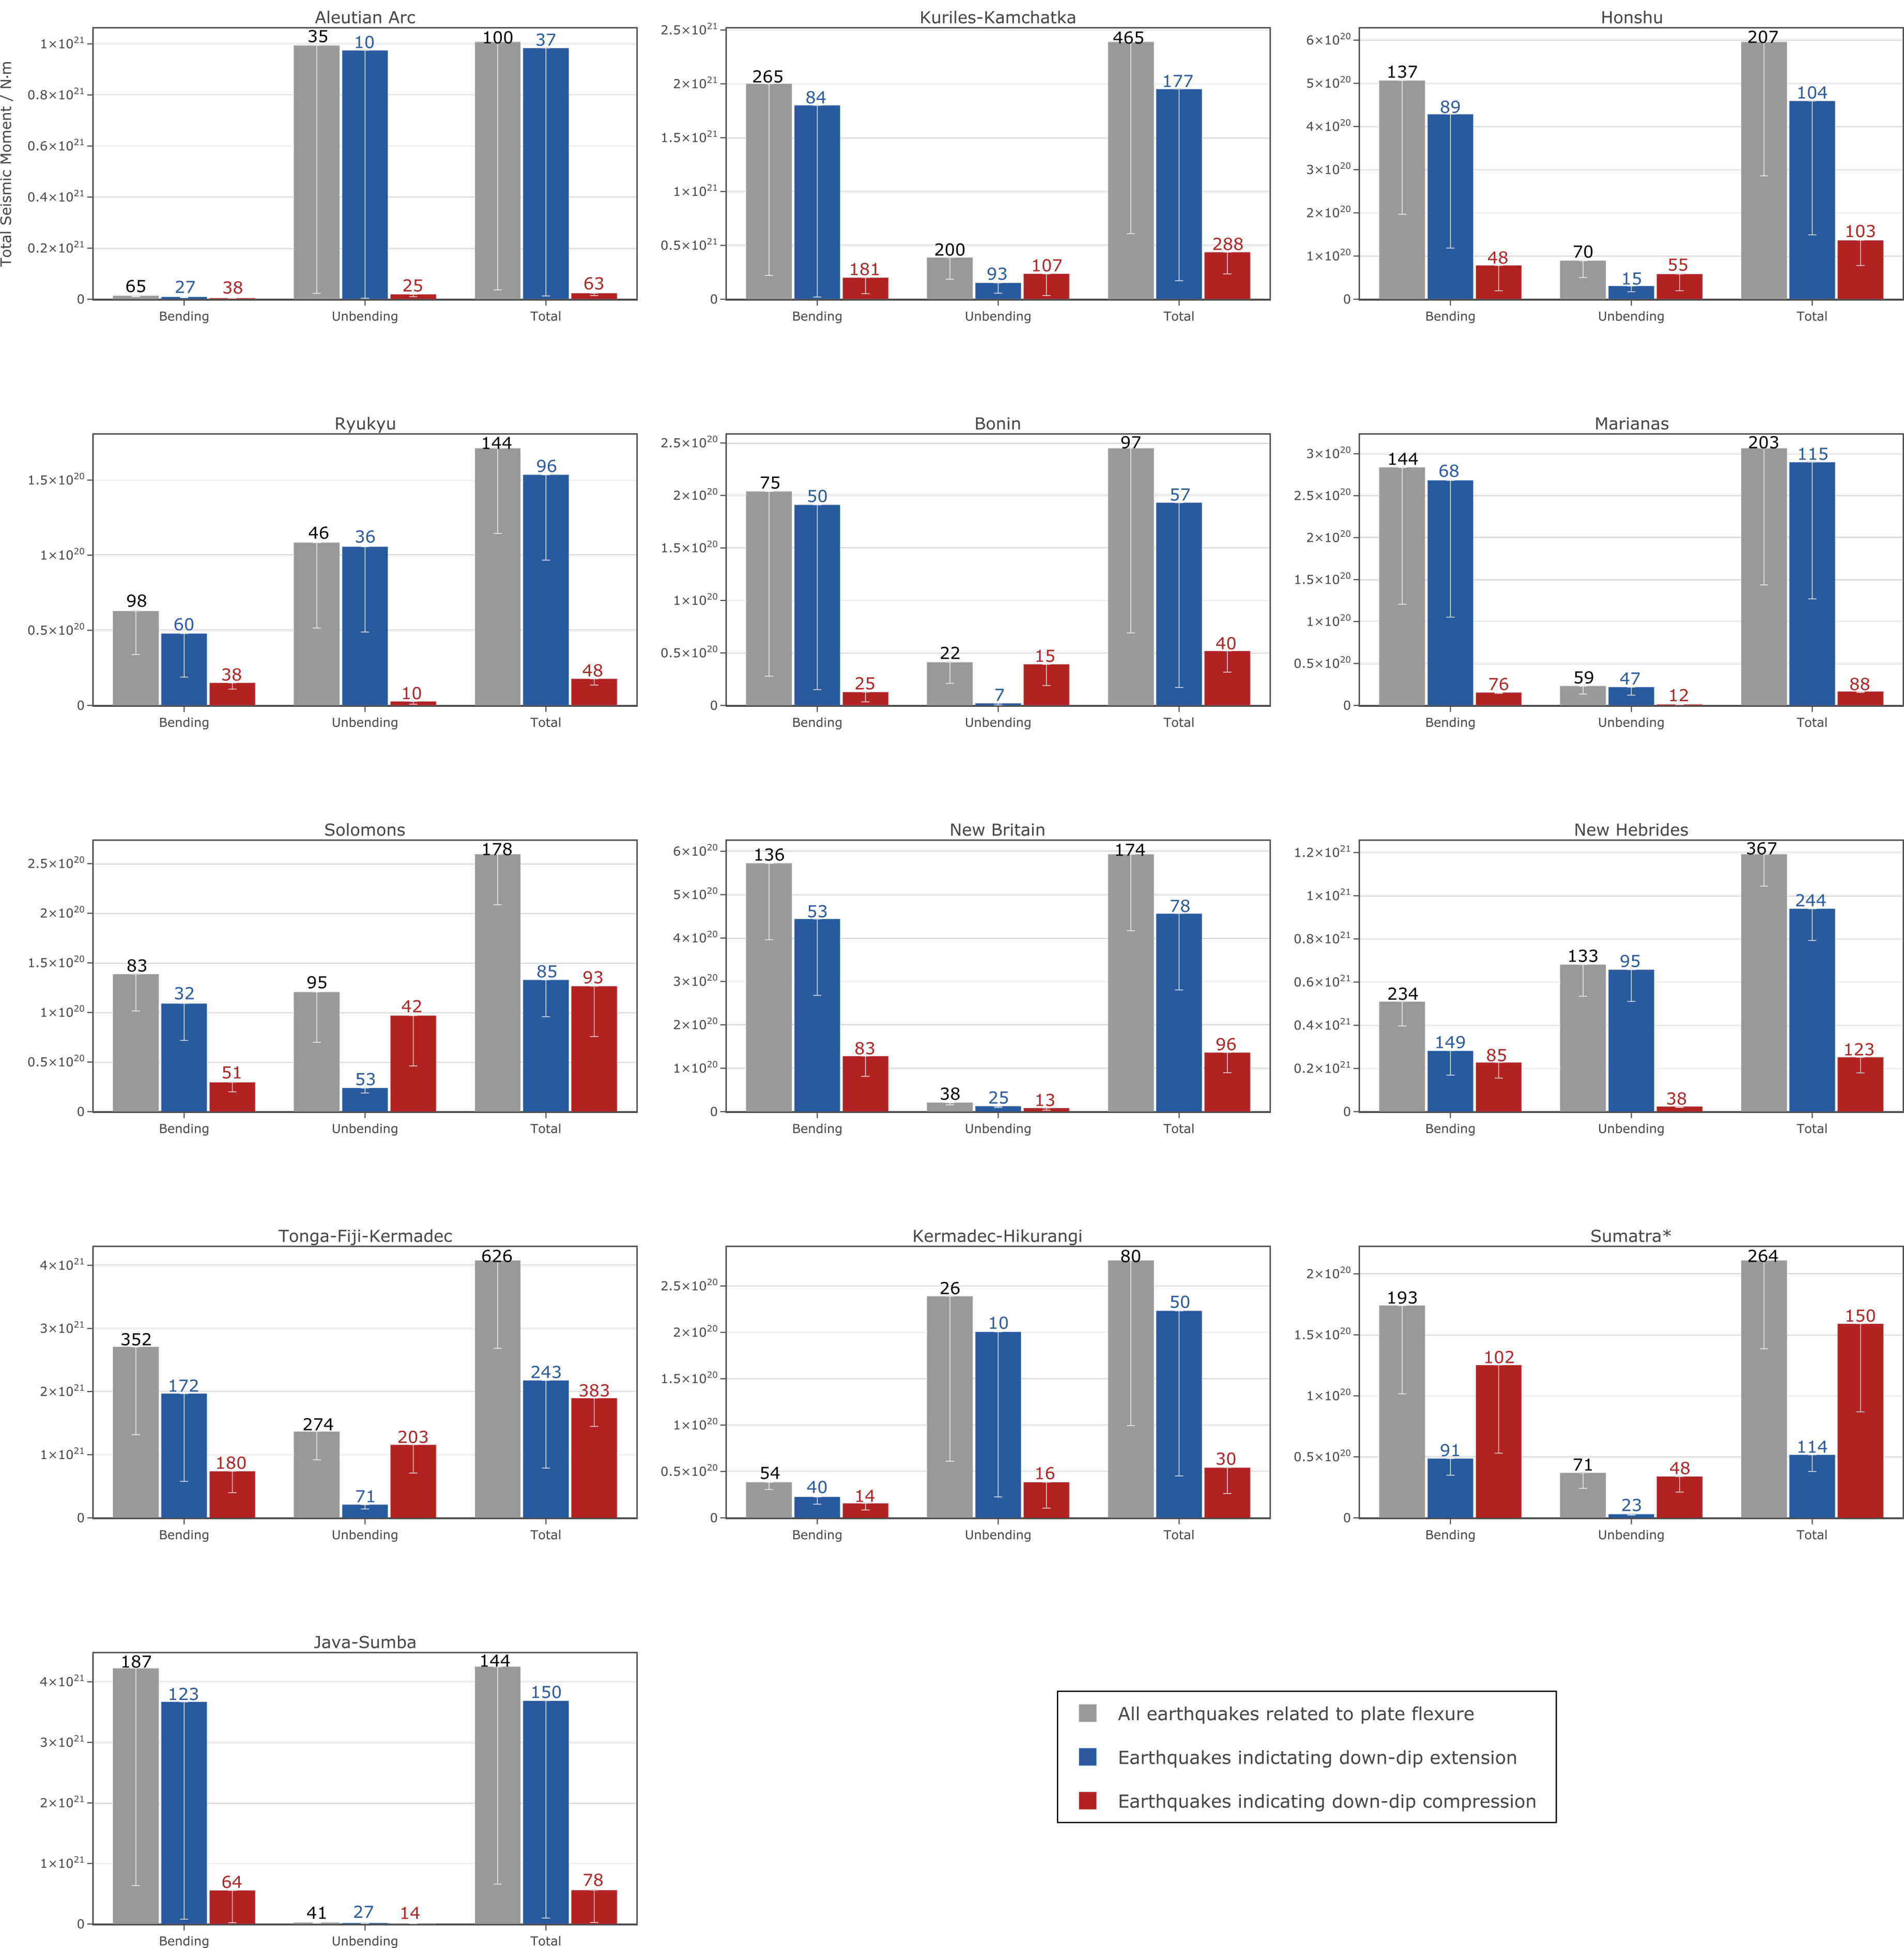 Aleutian Arc
Total Seismic Moment / N·m
1×10²¹
0.8×10²¹
0.6×10²¹
0.4×10²¹
0.2×10²¹
0
65 27 38
35 10 25
100 37 63
Bending Unbending Total
Kuriles-Kamchatka
2.5×10²¹
2×10²¹
1.5×10²¹
1×10²¹
0.5×10²¹
0
265 84 181
200 93 107
465 177 288
Bending Unbending Total
Honshu
6×10²⁰
5×10²⁰
4×10²⁰
3×10²⁰
2×10²⁰
1×10²⁰
0
137 89 48
70 15 55
207 104 103
Bending Unbending Total
Ryukyu
1.5×10²⁰
1×10²⁰
0.5×10²⁰
0
98 60 38
46 36 10
144 96 48
Bending Unbending Total
Bonin
2.5×10²⁰
2×10²⁰
1.5×10²⁰
1×10²⁰
0.5×10²⁰
0
75 50 25
22 7 15
97 57 40
Bending Unbending Total
Marianas
3×10²⁰
2.5×10²⁰
2×10²⁰
1.5×10²⁰
1×10²⁰
0.5×10²⁰
0
144 68 76
59 47 12
203 115 88
Bending Unbending Total
Solomons
2.5×10²⁰
2×10²⁰
1.5×10²⁰
1×10²⁰
0.5×10²⁰
0
83 32 51
95 53 42
178 85 93
Bending Unbending Total
New Britain
6×10²⁰
5×10²⁰
4×10²⁰
3×10²⁰
2×10²⁰
1×10²⁰
0
136 53 83
38 25 13
174 78 96
Bending Unbending Total
New Hebrides
1.2×10²¹
1×10²¹
0.8×10²¹
0.6×10²¹
0.4×10²¹
0.2×10²¹
0
234 149 85
133 95 38
367 244 123
Bending Unbending Total
Tonga-Fiji-Kermadec
4×10²¹
3×10²¹
2×10²¹
1×10²¹
0
352 172 180
274 71 203
626 243 383
Bending Unbending Total
Kermadec-Hikurangi
2.5×10²⁰
2×10²⁰
1.5×10²⁰
1×10²⁰
0.5×10²⁰
0
54 40 14
26 10 16
80 50 30
Bending Unbending Total
Sumatra*
2×10²⁰
1.5×10²⁰
1×10²⁰
0.5×10²⁰
0
193 91 102
71 23 48
264 114 150
Bending Unbending Total
Java-Sumba
4×10²¹
3×10²¹
2×10²¹
1×10²¹
0
187 123 64
41 27 14
144 150 78
Bending Unbending Total
All earthquakes related to plate flexure
Earthquakes indictating down-dip extension
Earthquakes indicating down-dip compression